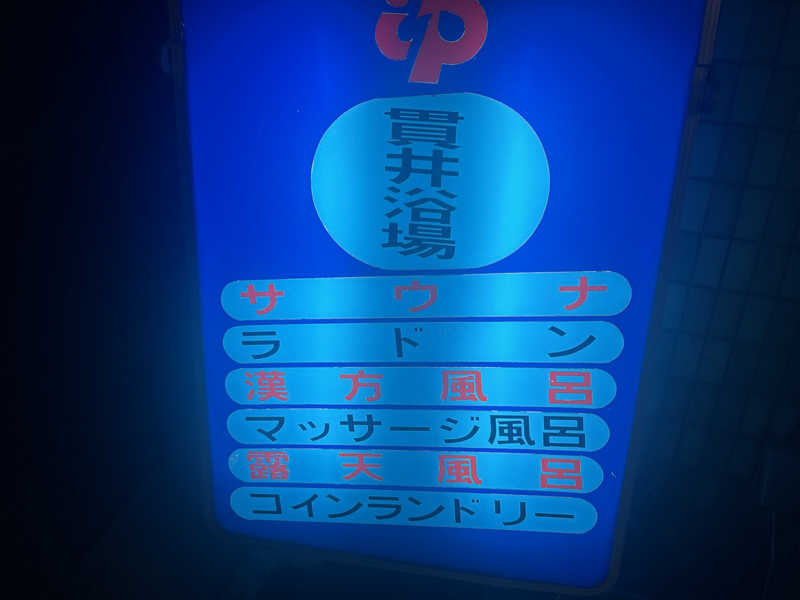 貫井浴場
サウナ
ラドン
漢方風呂
マッサージ風呂
露天風呂
コインランドリー